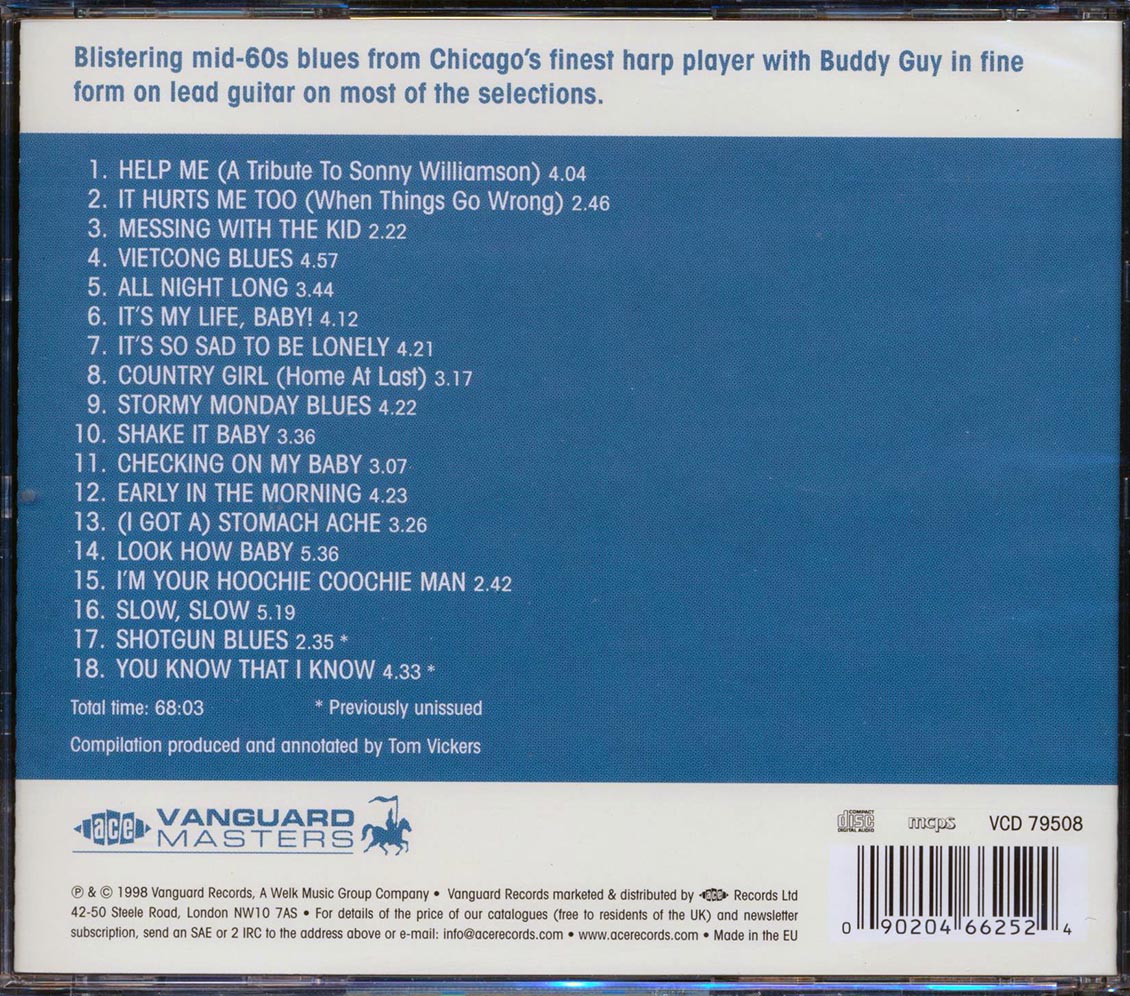 Blistering mid-60s blues from Chicago's finest harp player with Buddy Guy in fine
form on lead guitar on most of the selections.
1. HELP ME (A Tribute To Sonny Williamson) 4.04
2. IT HURTS ME TOO (When Things Go Wrong) 2.46
3. MESSING WITH THE KID 2.22
4. VIETCONG BLUES 4.57
5. ALL NIGHT LONG 3.44
6. IT'S MY LIFE, BABY! 4.12
7. IT'S SO SAD TO BE LONELY 4.21
8. COUNTRY GIRL (Home At Last) 3.17
9. STORMY MONDAY BLUES 4.22
10. SHAKE IT BABY 3.36
11. CHECKING ON MY BABY 3.07
12. EARLY IN THE MORNING 4.23
13. (I GOT A) STOMACH ACHE 3.26
14. LOOK HOW BABY 5.36
15. I'M YOUR HOOCHIE COOCHIE MAN 2.42
16. SLOW, SLOW 5.19
17. SHOTGUN BLUES 2.35 *
18. YOU KNOW THAT I KNOW 4.33 *
Total time: 68:03 * Previously unissued
Compilation produced and annotated by Tom Vickers
ace VANGUARD
MASTERS
COMPACT
disc
DIGITAL AUDIO
mcps
VCD 79508
℗ & © 1998 Vanguard Records, A Welk Music Group Company • Vanguard Records marketed & distributed by ace Records Ltd
42-50 Steele Road, London NW10 7AS • For details of the price of our catalogues (free to residents of the UK) and newsletter
subscription, send an SAE or 2 IRC to the address above or e-mail: info@acerecords.com • www.acerecords.com • Made in the EU
0 90204 66252 4